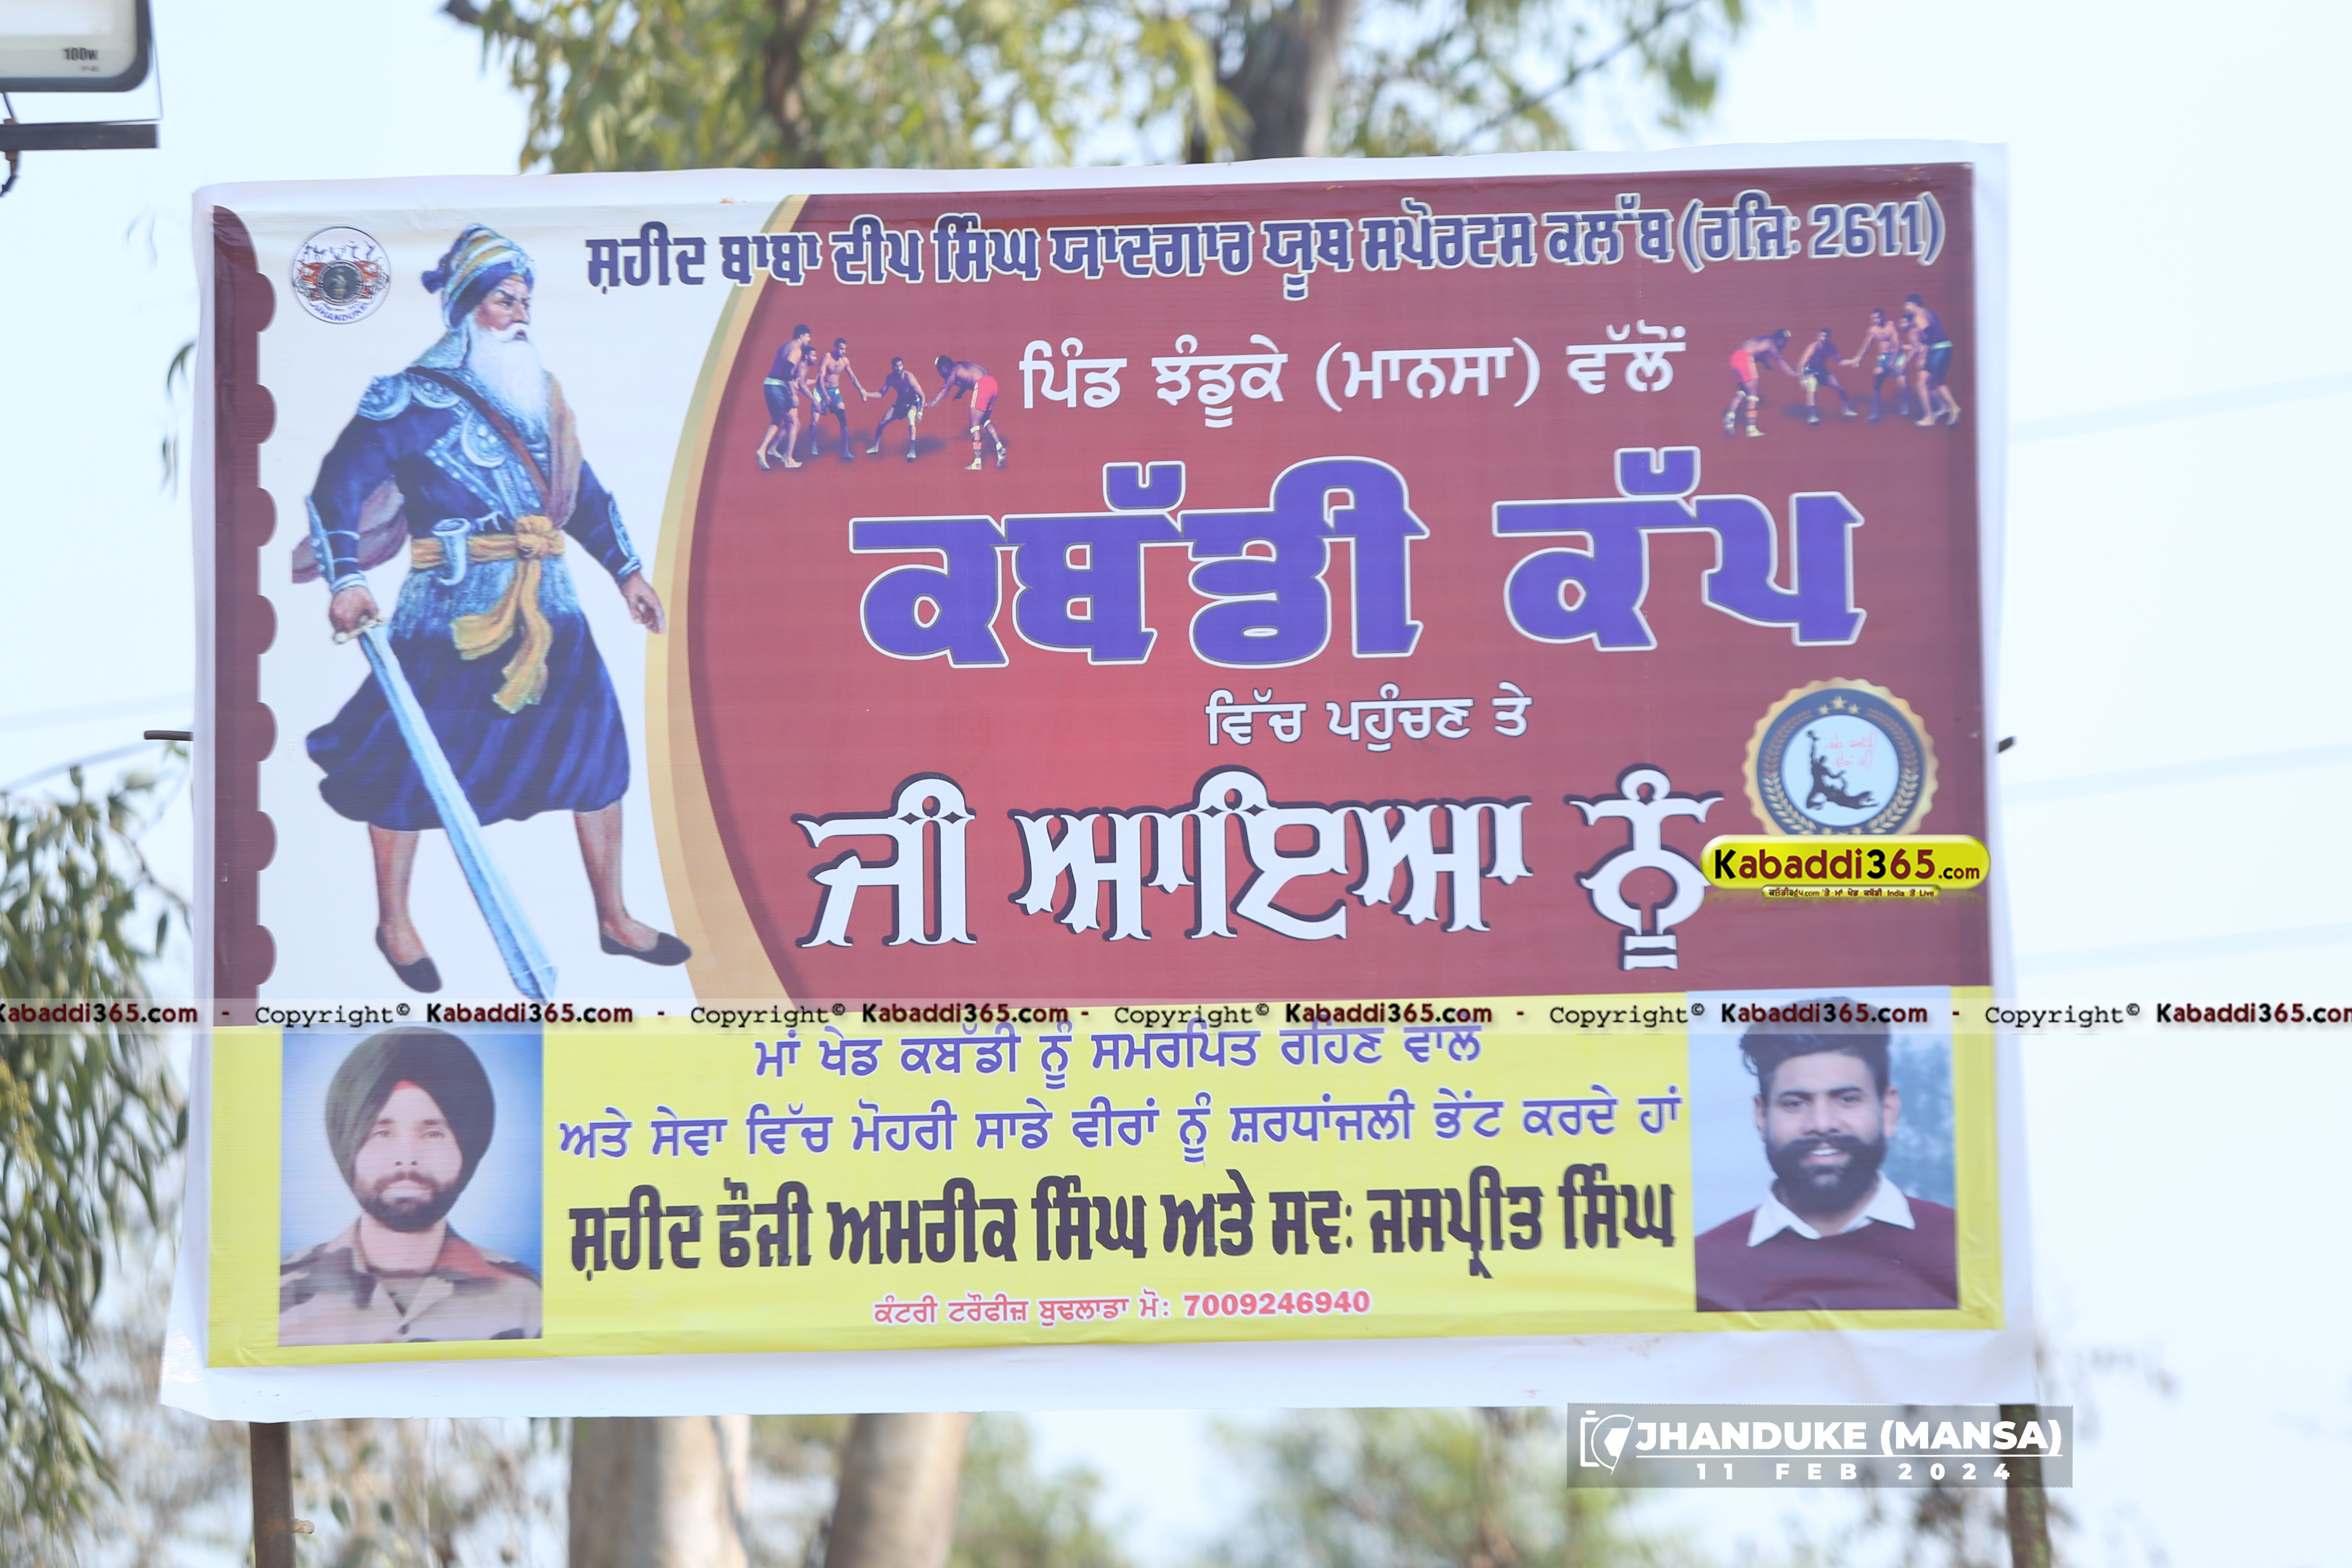 100W
ਸ਼ਹੀਦ ਬਾਬਾ ਦੀਪ ਸਿੰਘ ਯਾਦਗਾਰ ਯੂਥ ਸਪੋਰਟਸ ਕਲੱਬ (ਰਜਿ: 2611)
ਪਿੰਡ ਝੰਡੂਕੇ (ਮਾਨਸਾ) ਵੱਲੋਂ
ਕਬੱਡੀ ਕੱਪ
ਵਿੱਚ ਪਹੁੰਚਣ ਤੇ
ਜੀ ਆਇਆ ਨੂੰ
Kabaddi365.com
Kabaddi365.com - Copyright© Kabaddi365.com - Copyright© Kabaddi365.com - Copyright© Kabaddi365.com - Copyright© Kabaddi365.com - Copyright© Kabaddi365.com
ਮਾਂ ਖੇਡ ਕਬੱਡੀ ਨੂੰ ਸਮਰਪਿਤ ਰਹਿਣ ਵਾਲੇ
ਅਤੇ ਸੇਵਾ ਵਿੱਚ ਮੋਹਰੀ ਸਾਡੇ ਵੀਰਾਂ ਨੂੰ ਸ਼ਰਧਾਂਜਲੀ ਭੇਂਟ ਕਰਦੇ ਹਾਂ
ਸ਼ਹੀਦ ਫੌਜੀ ਅਮਰੀਕ ਸਿੰਘ ਅਤੇ ਸਵ: ਜਸਪ੍ਰੀਤ ਸਿੰਘ
ਕੰਟਰੀ ਟਰੌਫੀਜ਼ ਬੁਢਲਾਡਾ ਮੋ: 7009246940
JHANDUKE (MANSA)
11 FEB 2024